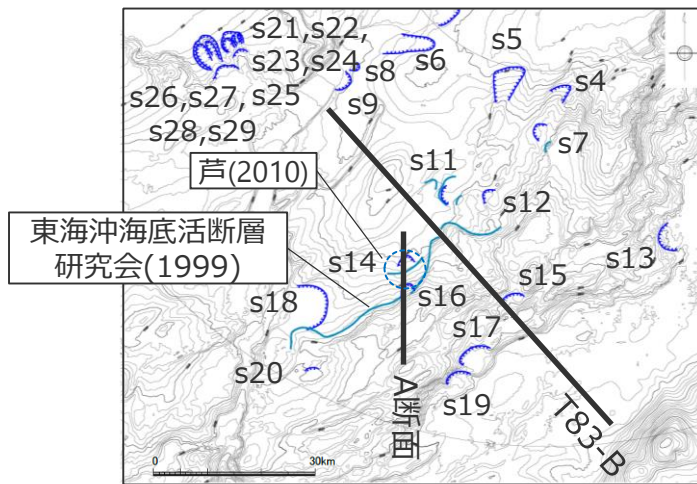 s21,s22,
s23,s24
s26,s27,s25
s28,s29
s8
s6
s9
s5
s4
s7
芦(2010)
s11
s12
東海沖海底活断層
研究会(1999)
s14
s13
s15
s16
s18
s17
s20
s19
A断面
T83-B
0
30km